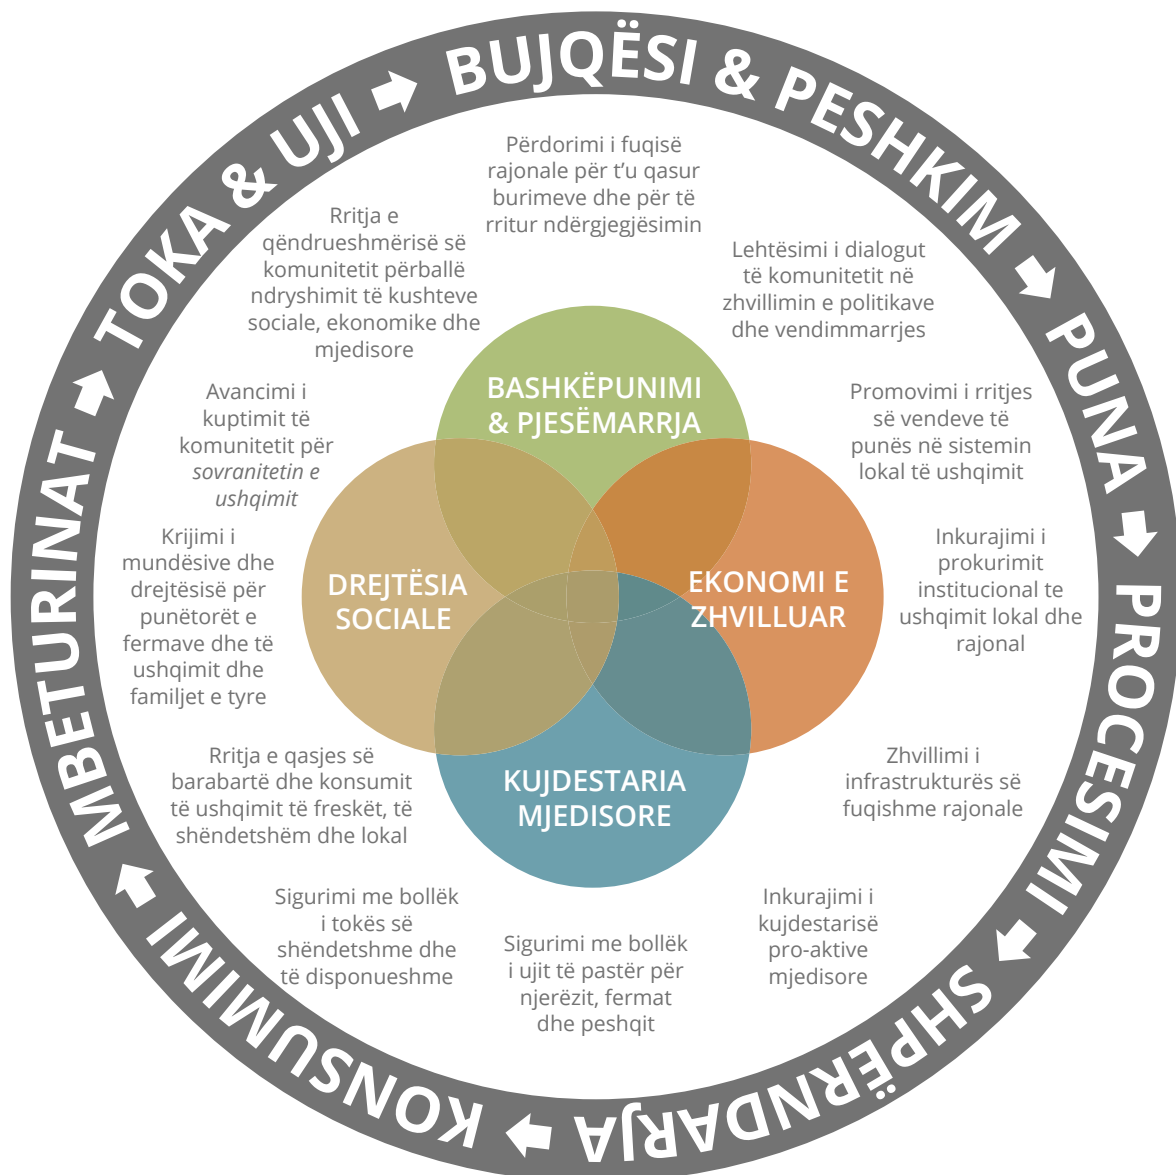 TOKA & UJI
BUJQËSI & PESHKIM
PUNA
PROCESIMI
SHPËRNDARJA
KONSUMIMI
MBETURINAT
Përdorimi i fuqisë
rajonale për t’u qasur
burimeve dhe për të
rritur ndërgjegjësimin
Lehtësimi i dialogut
të komunitetit në
zhvillimin e politikave
dhe vendimmarrjes
Promovimi i rritjes
së vendeve të
punës në sistemin
lokal të ushqimit
Inkurajimi i
prokurimit
institucional te
ushqimit lokal dhe
rajonal
Zhvillimi i
infrastrukturës së
fuqishme rajonale
Inkurajimi i
kujdestarisë
pro-aktive
mjedisore
Sigurimi me bollëk
i ujit të pastër për
njerëzit, fermat
dhe peshqit
Sigurimi me bollëk
i tokës së
shëndetshme dhe
të disponueshme
Rritja e qasjes së
barabartë dhe konsumit
të ushqimit të freskët, të
shëndetshëm dhe lokal
Krijimi i
mundësive dhe
drejtësisë për
punëtorët e
fermave dhe të
ushqimit dhe
familjet e tyre
Avancimi i
kuptimit të
komunitetit për
sovranitetin e
ushqimit
Rritja e
qëndrueshmërisë së
komunitetit përballë
ndryshimit të kushteve
sociale, ekonomike dhe
mjedisore
BASHKËPUNIMI
& PJESËMARRJA
EKONOMI E
ZHVILLUAR
KUJDESTARIA
MJEDISORE
DREJTËSIA
SOCIALE